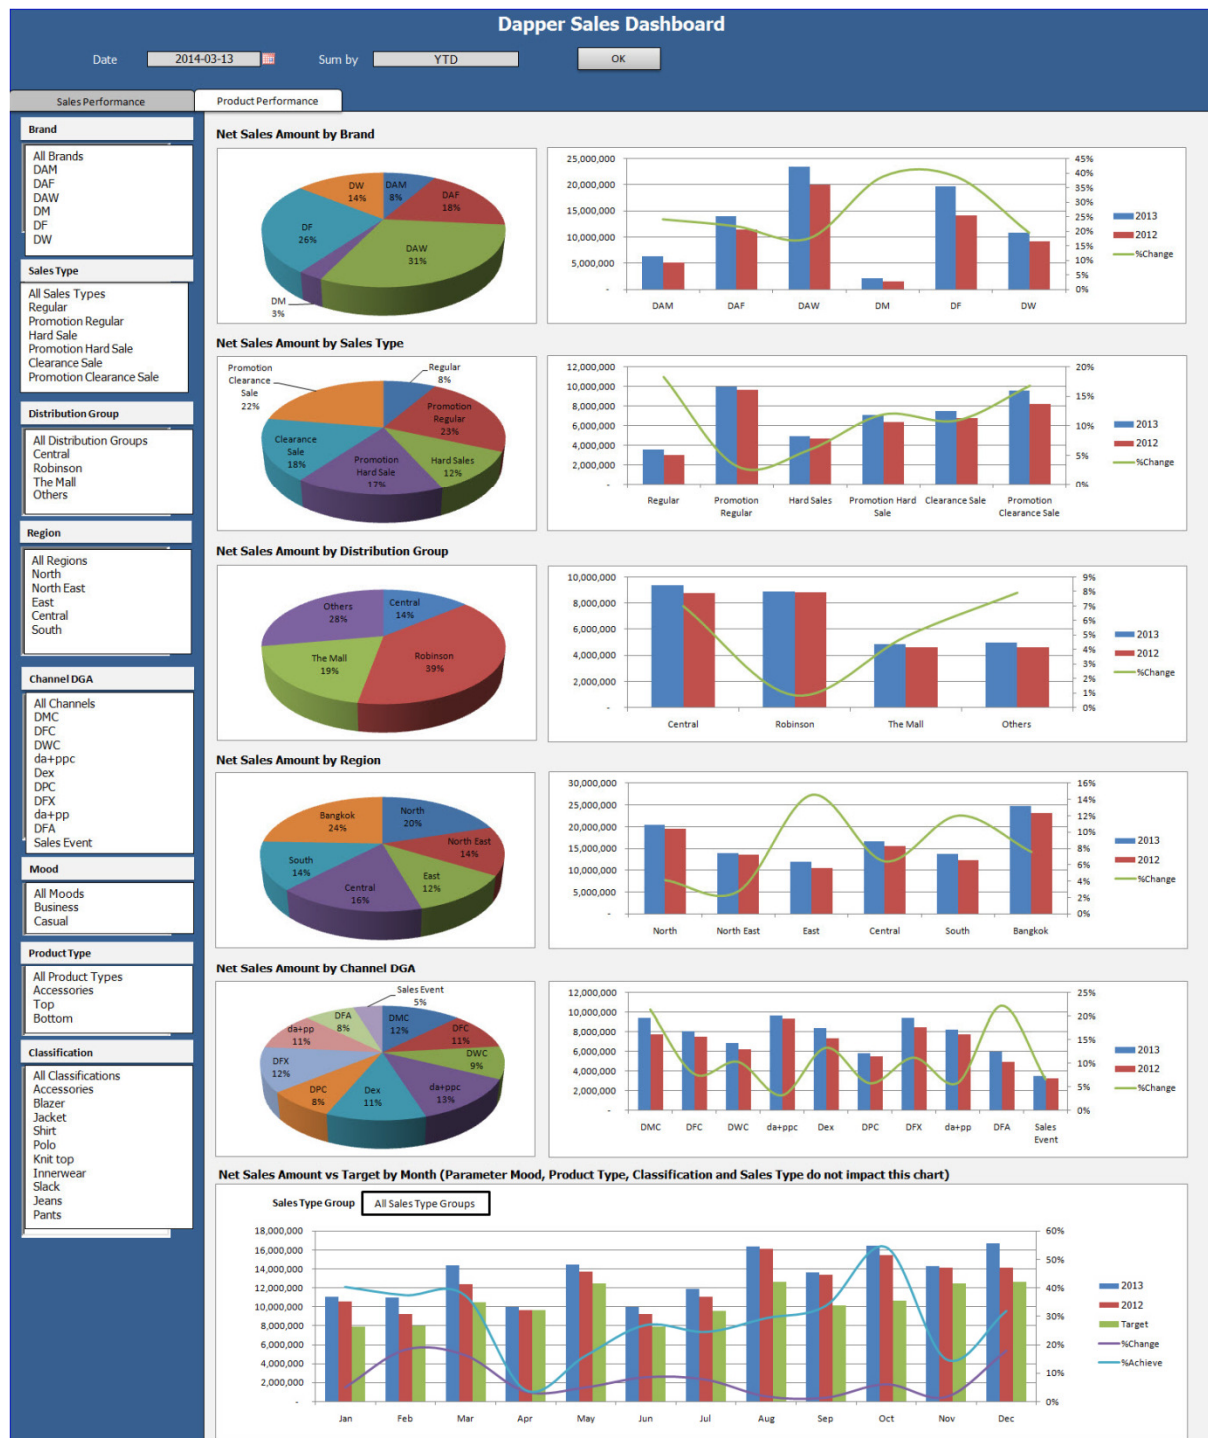 Dapper Sales Dashboard
Date 2014-03-13 Sum by YTD OK
Sales Performance Product Performance
Brand
All Brands
DAM
DAF
DAW
DM
DF
DW
Sales Type
All Sales Types
Regular
Promotion Regular
Hard Sale
Promotion Hard Sale
Clearance Sale
Promotion Clearance Sale
Distribution Group
All Distribution Groups
Central
Robinson
The Mall
Others
Region
All Regions
North
North East
East
Central
South
Channel DGA
All Channels
DMC
DFC
DWC
da+ppc
Dex
DPC
DFX
da+pp
DFA
Sales Event
Mood
All Moods
Business
Casual
Product Type
All Product Types
Accessories
Top
Bottom
Classification
All Classifications
Accessories
Blazer
Jacket
Shirt
Polo
Knit top
Innerwear
Slack
Jeans
Pants
Net Sales Amount by Brand
DAM
8%
DAF
18%
DAW
31%
DM
3%
DF
26%
DW
14%
25,000,000
20,000,000
15,000,000
10,000,000
5,000,000
-
45%
40%
35%
30%
25%
20%
15%
10%
5%
0%
DAM DAF DAW DM DF DW
2013
2012
%Change
Net Sales Amount by Sales Type
Regular
8%
Promotion
Regular
23%
Hard Sales
12%
Promotion
Hard Sale
17%
Clearance
Sale
18%
Promotion
Clearance
Sale
22%
12,000,000
10,000,000
8,000,000
6,000,000
4,000,000
2,000,000
-
20%
15%
10%
5%
0%
Regular Promotion Hard Sales Promotion Hard Clearance Sale Promotion
Regular Sale Clearance Sale
2013
2012
%Change
Net Sales Amount by Distribution Group
Central
14%
Robinson
39%
The Mall
19%
Others
28%
10,000,000
8,000,000
6,000,000
4,000,000
2,000,000
-
9%
8%
7%
6%
5%
4%
3%
2%
1%
0%
Central Robinson The Mall Others
2013
2012
%Change
Net Sales Amount by Region
North
20%
North East
14%
East
12%
Central
16%
South
14%
Bangkok
24%
30,000,000
25,000,000
20,000,000
15,000,000
10,000,000
5,000,000
-
16%
14%
12%
10%
8%
6%
4%
2%
0%
North North East East Central South Bangkok
2013
2012
%Change
Net Sales Amount by Channel DGA
DMC
12%
DFC
11%
DWC
9%
da+ppc
13%
Dex
11%
DPC
8%
DFX
12%
da+pp
11%
DFA
8%
Sales Event
5%
12,000,000
10,000,000
8,000,000
6,000,000
4,000,000
2,000,000
-
25%
20%
15%
10%
5%
0%
DMC DFC DWC da+ppc Dex DPC DFX da+pp DFA Sales
Event
2013
2012
%Change
Net Sales Amount vs Target by Month (Parameter Mood, Product Type, Classification and Sales Type do not impact this chart)
Sales Type Group All Sales Type Groups
18,000,000
16,000,000
14,000,000
12,000,000
10,000,000
8,000,000
6,000,000
4,000,000
2,000,000
-
60%
50%
40%
30%
20%
10%
0%
Jan Feb Mar Apr May Jun Jul Aug Sep Oct Nov Dec
2013
2012
Target
%Change
%Achieve